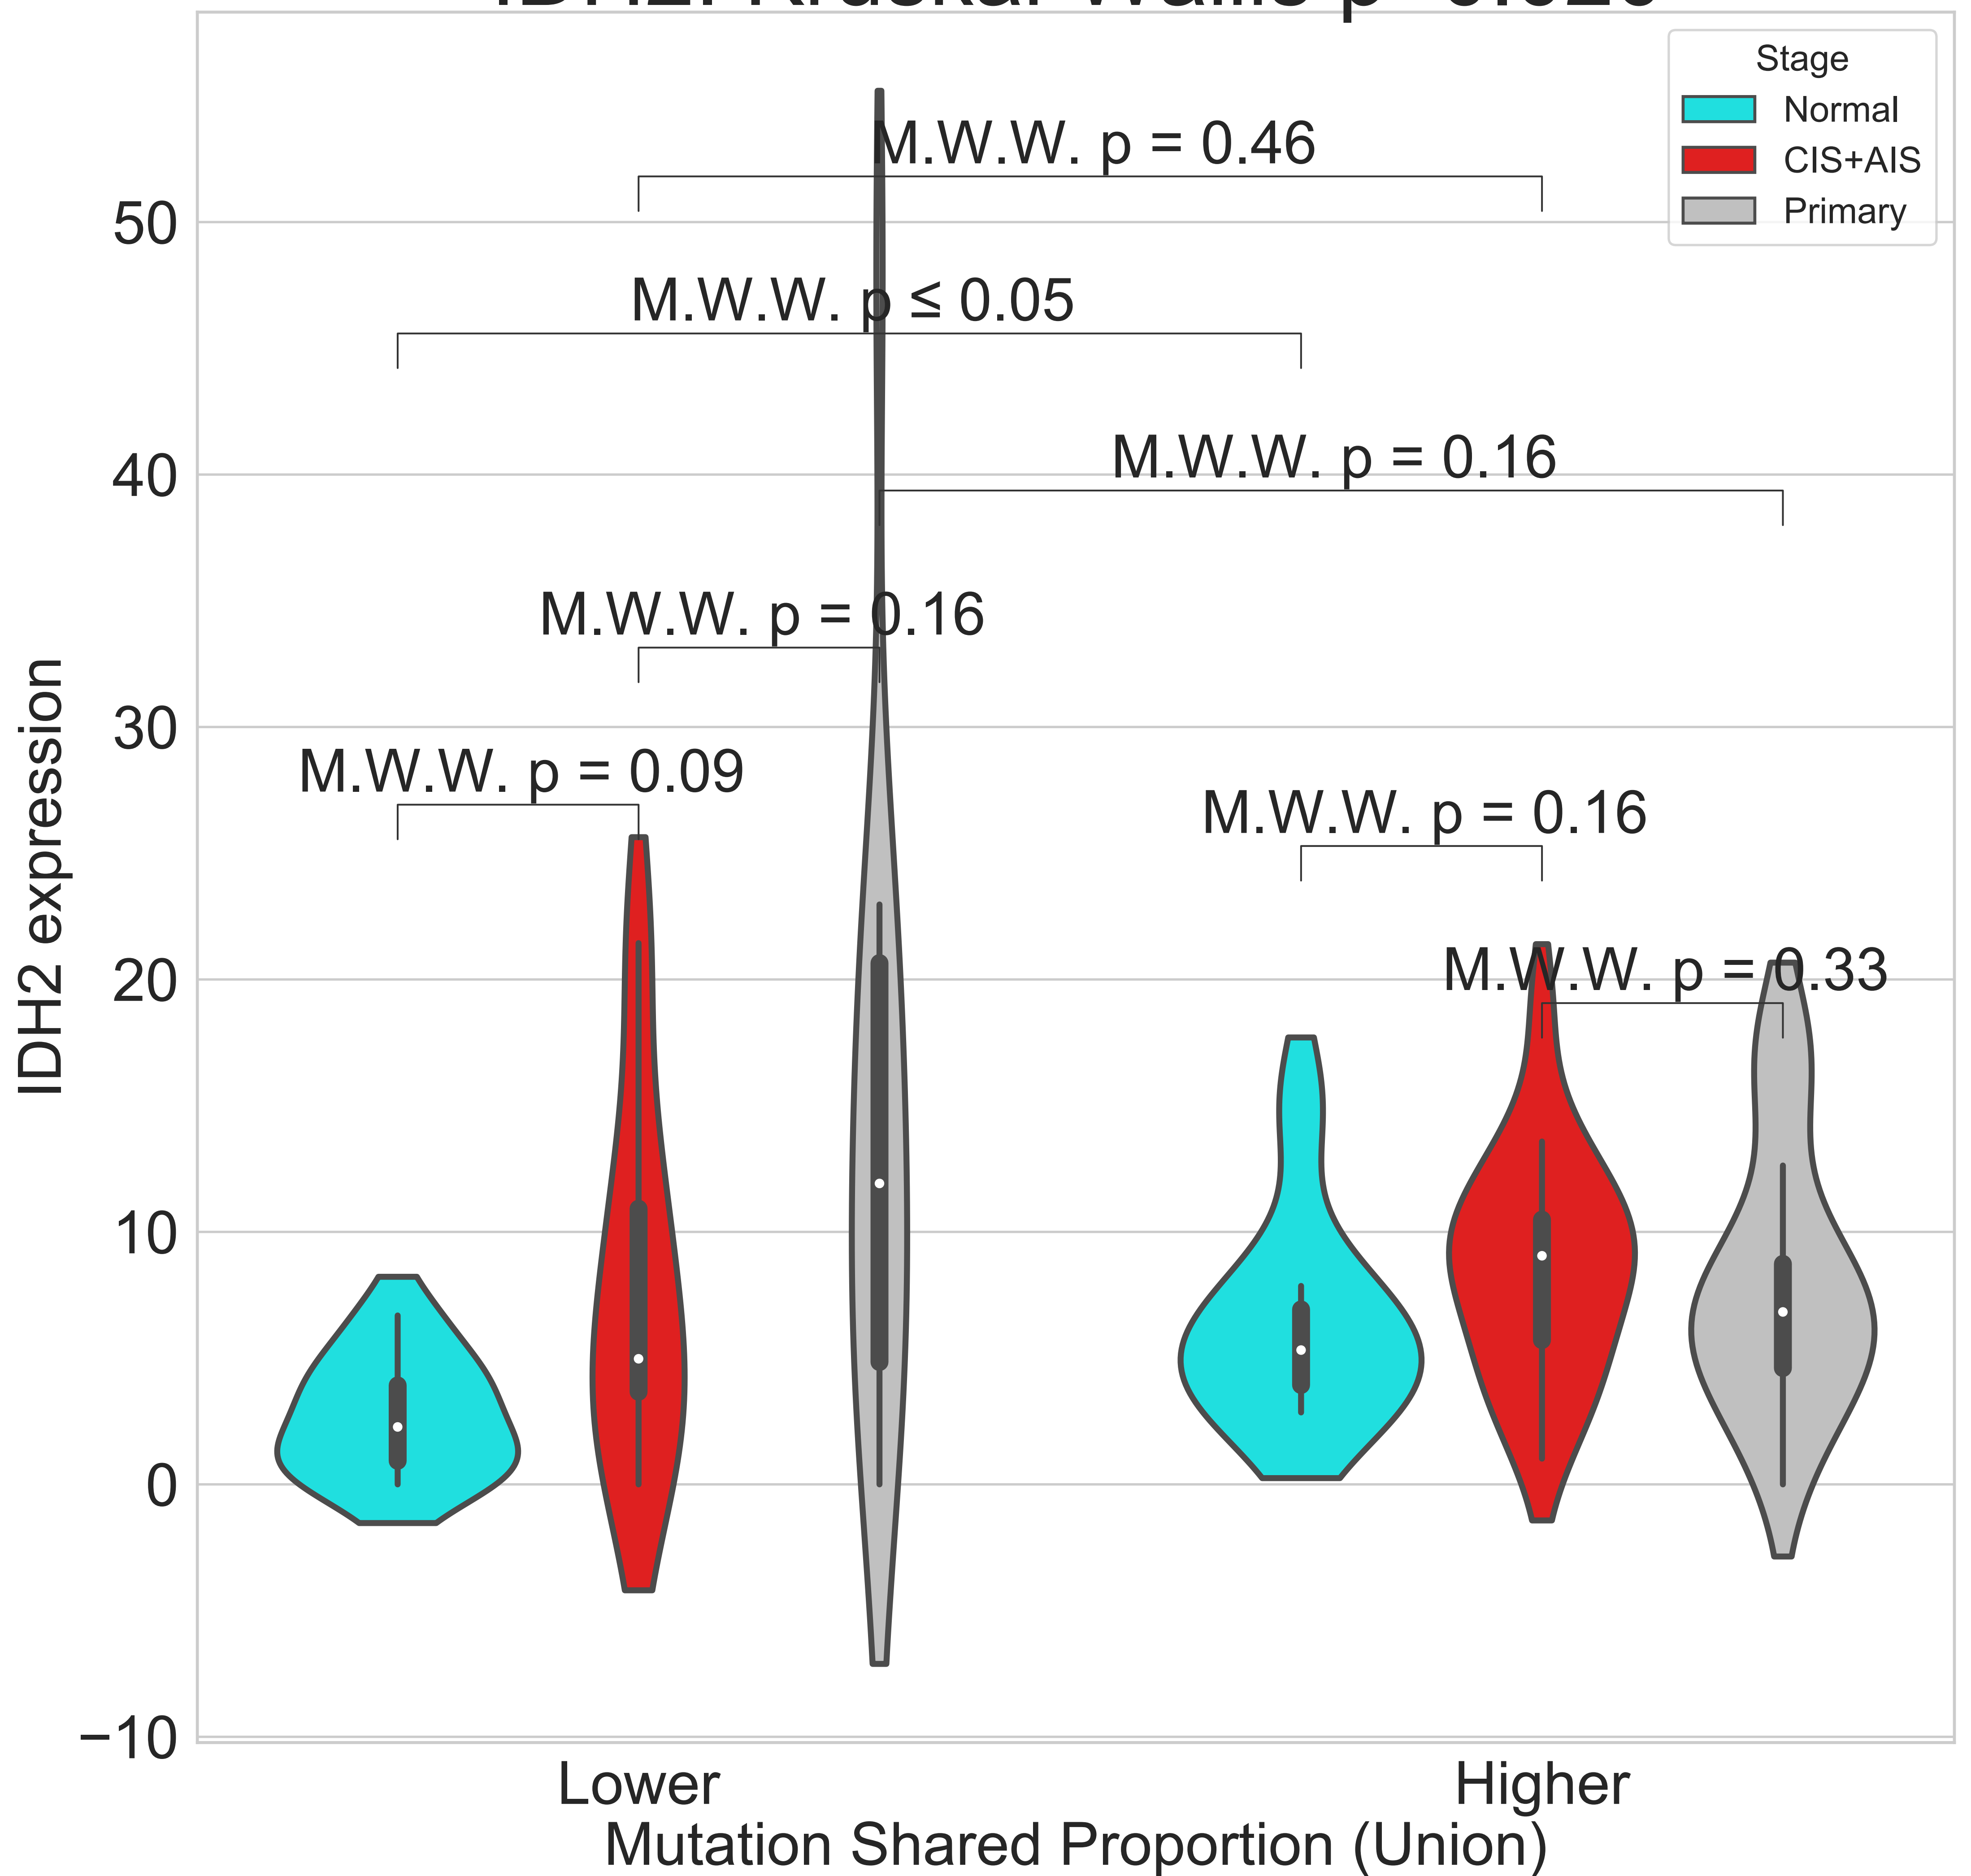 Stage
Normal
CIS+AIS
Primary
M.W.W. p = 0.46
M.W.W. p ≤ 0.05
M.W.W. p = 0.16
M.W.W. p = 0.16
M.W.W. p = 0.09
M.W.W. p = 0.16
M.W.W. p = 0.33
50
40
30
20
10
0
−10
IDH2 expression
Lower
Higher
Mutation Shared Proportion (Union)